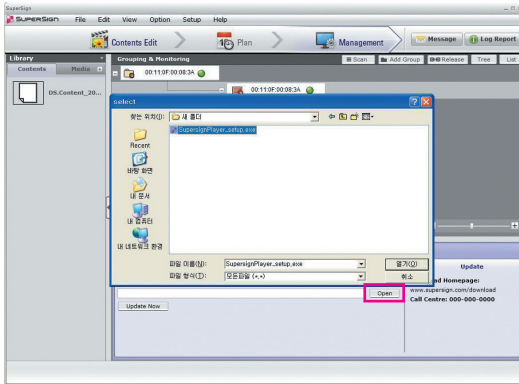 SuperSign
SUPERSIGN File Edit View Option Setup Help
Contents Edit Plan Management Message Log Report
Library Grouping & Monitoring Scan Add Group Release Tree List
Contents Media
00:11:0F:00:08:3A
DS.Content_20... 00:11:0F:00:08:3A
select
찾는 위치(I): 새 폴더
SupersignPlayer_setup.exe
Recent
바탕 화면
내 문서
내 컴퓨터
내 네트워크 환경
파일 이름(N): SupersignPlayer_setup.exe 열기(O)
파일 형식(T): 모든파일 (*.*) 취소
Update
ad Homepage:
Open www.supersign.com/download
Call Centre: 000-000-0000
Update Now